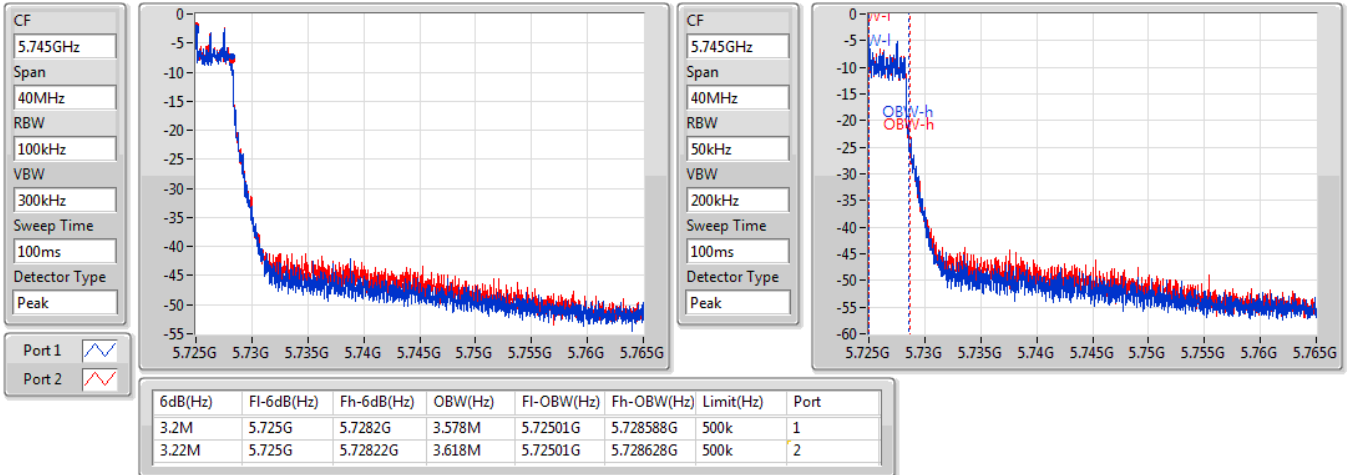 CF
5.745GHz
Span
40MHz
RBW
100kHz
VBW
300kHz
Sweep Time
100ms
Detector Type
Peak
Port 1
Port 2
0-
-5-
-10-
-15-
-20-
-25-
-30-
-35-
-40-
-45-
-50-
-55-
5.725G 5.73G 5.735G 5.74G 5.745G 5.75G 5.755G 5.76G 5.765G
CF
5.745GHz
Span
40MHz
RBW
50kHz
VBW
200kHz
Sweep Time
100ms
Detector Type
Peak
0-
-5-
-10-
-15-
-20-
-25-
-30-
-35-
-40-
-45-
-50-
-55-
-60-
W-l
W-l
OBW-h
OBW-h
5.725G 5.73G 5.735G 5.74G 5.745G 5.75G 5.755G 5.76G 5.765G
6dB(Hz) Fl-6dB(Hz) Fh-6dB(Hz) OBW(Hz) Fl-OBW(Hz) Fh-OBW(Hz) Limit(Hz) Port
3.2M 5.725G 5.7282G 3.578M 5.72501G 5.728588G 500k 1
3.22M 5.725G 5.72822G 3.618M 5.72501G 5.728628G 500k 2